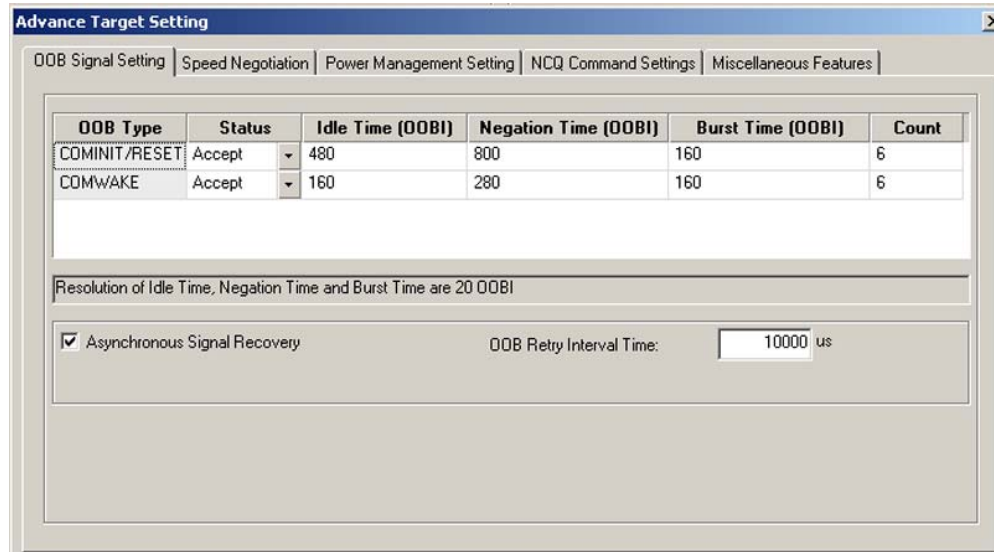 Advance Target Setting
OOB Signal Setting Speed Negotiation Power Management Setting NCQ Command Settings Miscellaneous Features
OOB Type Status Idle Time (OOBI) Negation Time (OOBI) Burst Time (OOBI) Count
COMINIT/RESET Accept 480 800 160 6
COMWAKE Accept 160 280 160 6
Resolution of Idle Time, Negation Time and Burst Time are 20 OOBI
Asynchronous Signal Recovery OOB Retry Interval Time: 10000 us